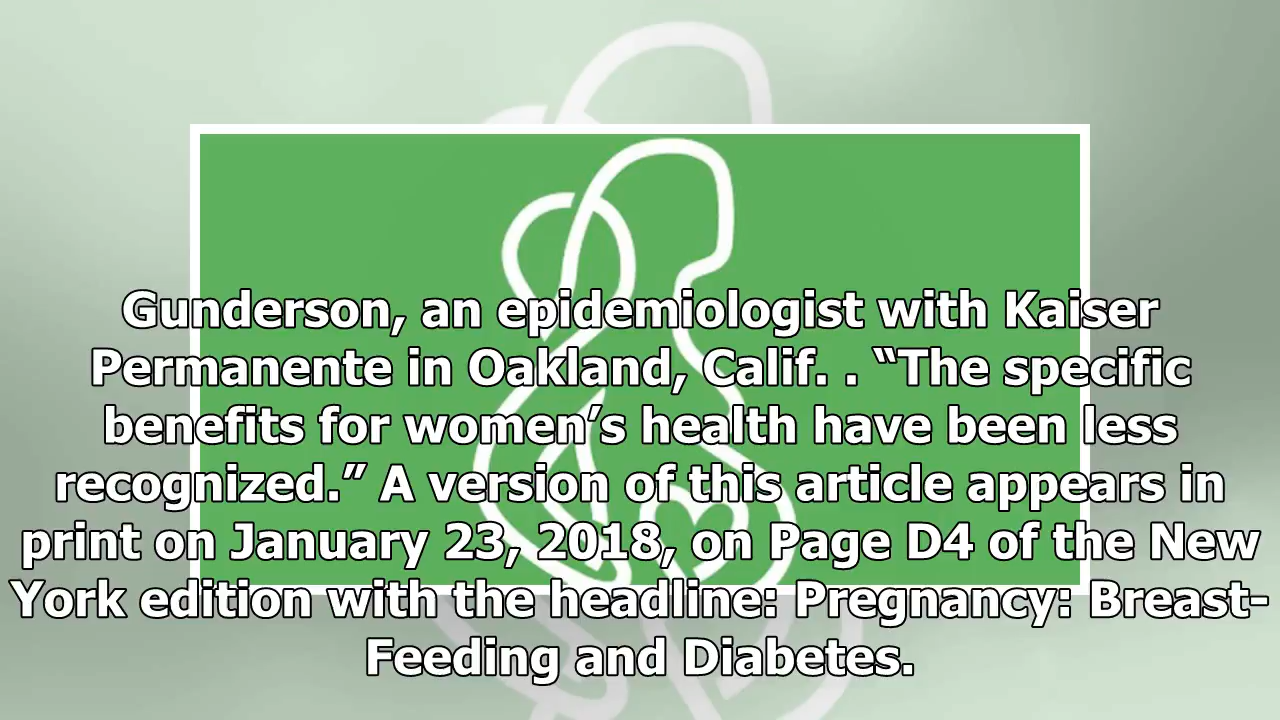 Gunderson, an epidemiologist with Kaiser
Permanente in Oakland, Calif. . “The specific
benefits for women’s health have been less
recognized.” A version of this article appears in
print on January 23, 2018, on Page D4 of the New
York edition with the headline: Pregnancy: Breast-
Feeding and Diabetes.